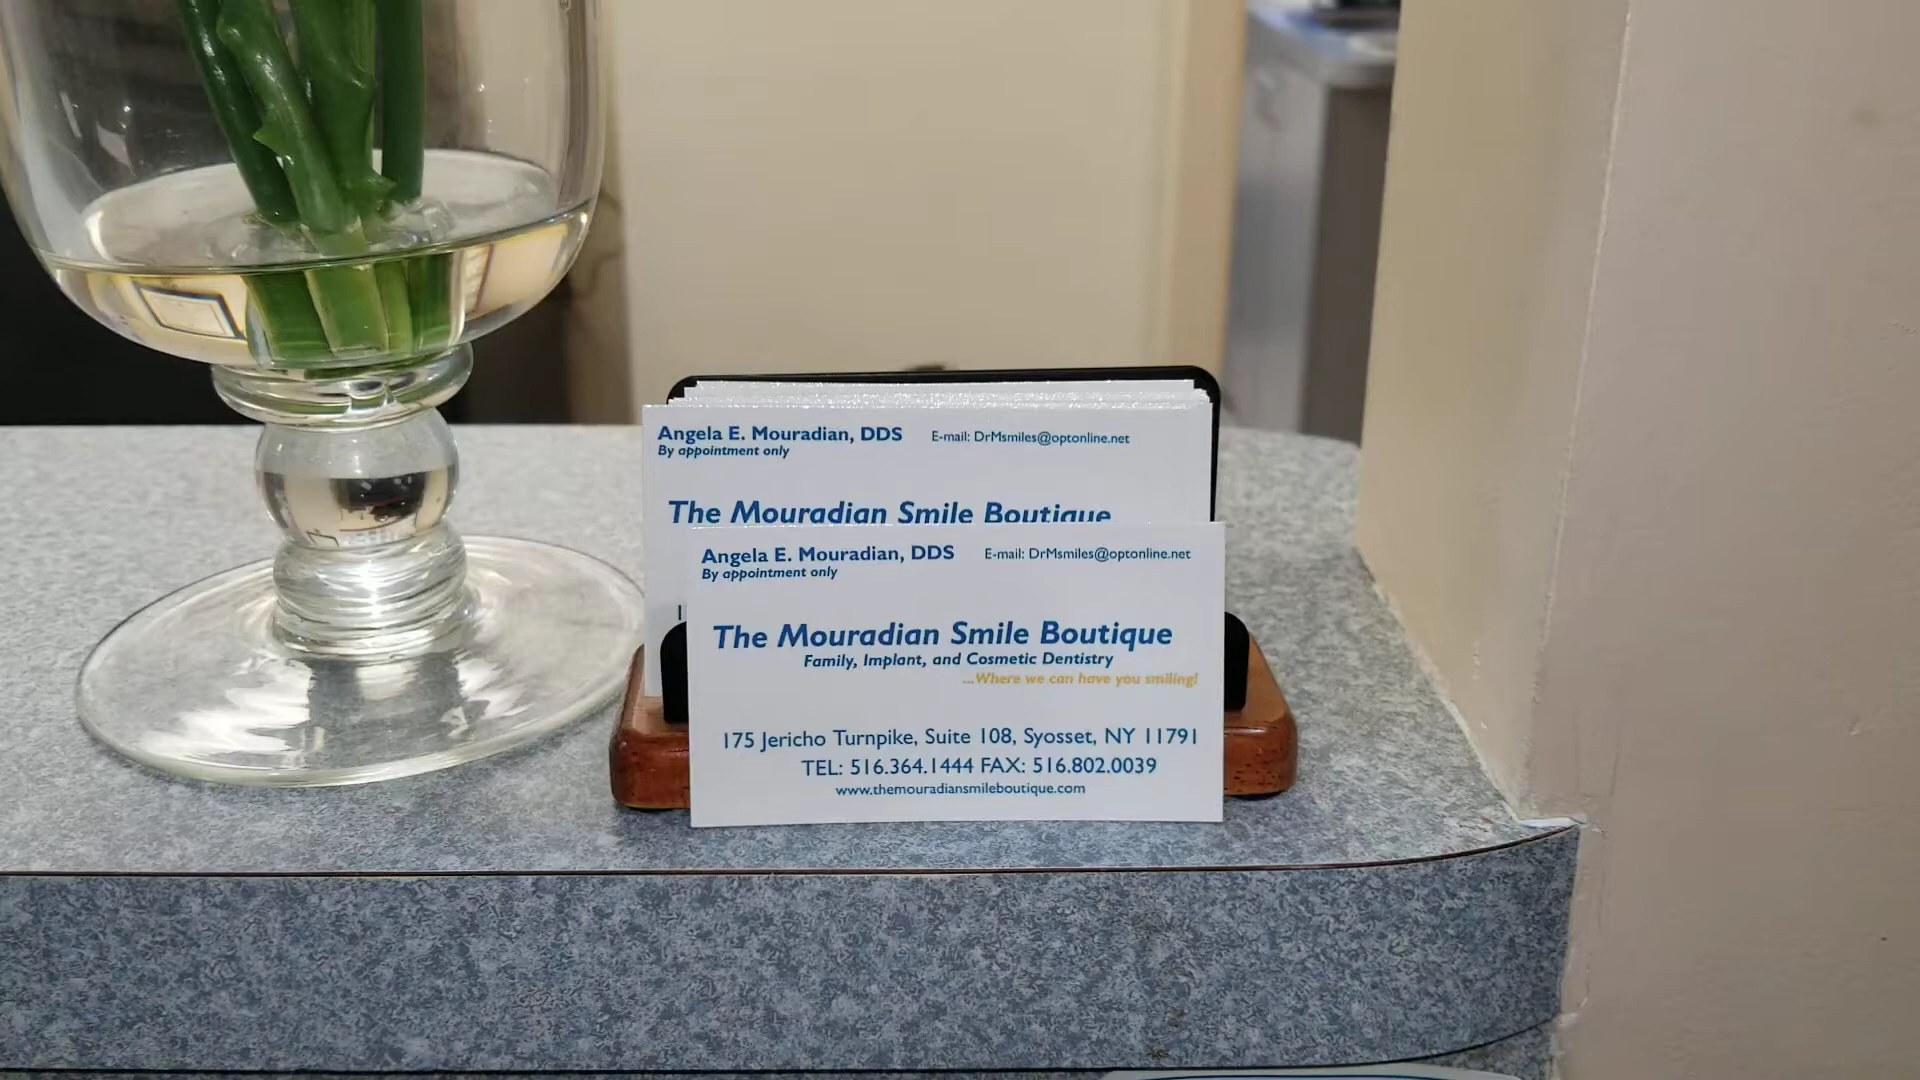 Angela E. Mouradian, DDS E-mail: DrMsmiles@optonline.net
By appointment only
The Mouradian Smile Boutique
Angela E. Mouradian, DDS E-mail: DrMsmiles@optonline.net
By appointment only
The Mouradian Smile Boutique
Family, Implant, and Cosmetic Dentistry
...Where we can have you smiling!
175 Jericho Turnpike, Suite 108, Syosset, NY 11791
TEL: 516.364.1444 FAX: 516.802.0039
www.themouradiansmileboutique.com